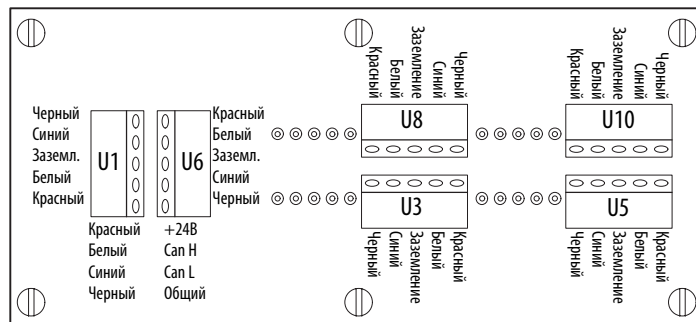 Красный
Белый
Заземление
Синий
Черный
Красный
Белый
Заземление
Синий
Черный
U8
U10
Черный
Синий
Заземл.
Белый
Красный
U1
U6
Красный
Белый
Заземл.
Синий
Черный
U3
U5
Черный
Синий
Заземление
Белый
Красный
Черный
Синий
Заземление
Белый
Красный
Красный +24В
Белый Can H
Синий Can L
Черный Общий